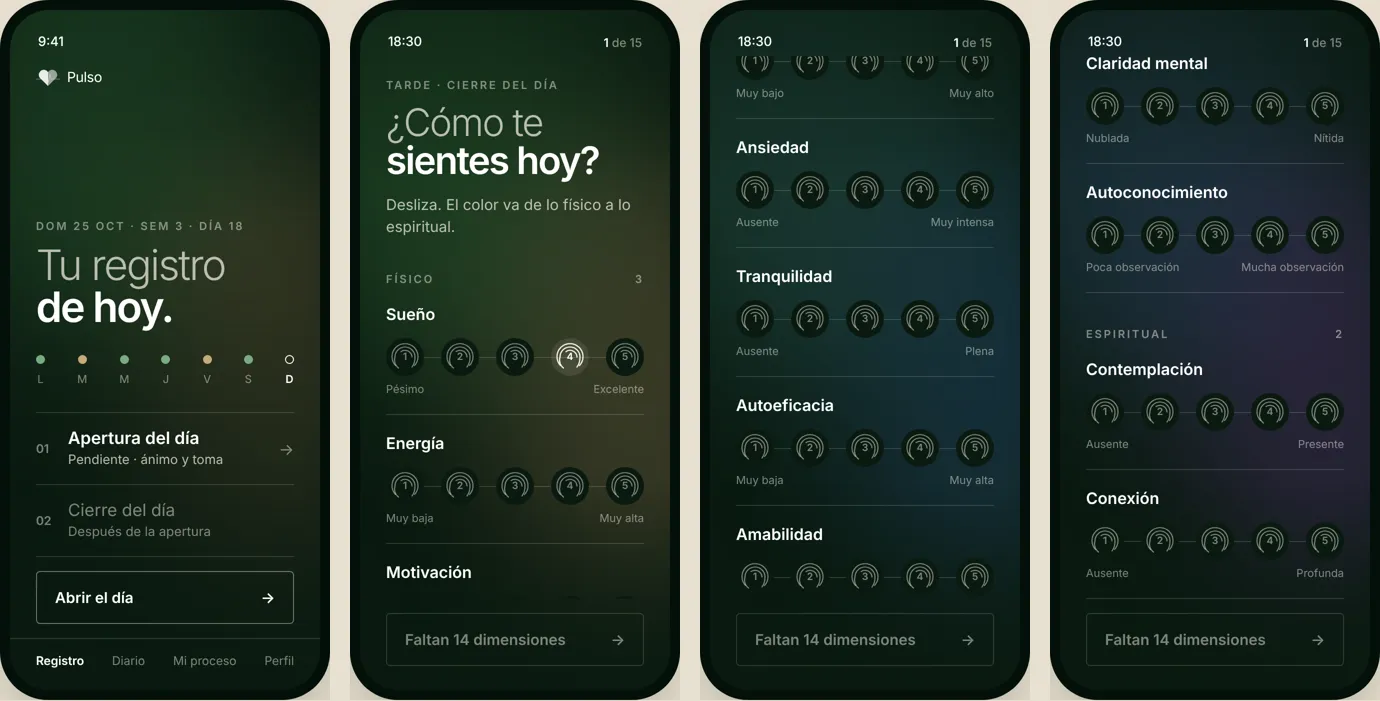 9:41
Pulso
DOM 25 OCT · SEM 3 · DÍA 18
Tu registro
de hoy.
L M M J V S D
01 Apertura del día
Pendiente · ánimo y toma
02 Cierre del día
Después de la apertura
Abrir el día
Registro Diario Mi proceso Perfil
18:30 1 de 15
TARDE · CIERRE DEL DÍA
¿Cómo te
sientes hoy?
Desliza. El color va de lo físico a lo
espiritual.
FÍSICO 3
Sueño
1 2 3 4 5
Pésimo Excelente
Energía
1 2 3 4 5
Muy baja Muy alta
Motivación
Faltan 14 dimensiones
18:30 1 de 15
1 2 3 4 5
Muy bajo Muy alto
Ansiedad
1 2 3 4 5
Ausente Muy intensa
Tranquilidad
1 2 3 4 5
Ausente Plena
Autoeficacia
1 2 3 4 5
Muy baja Muy alta
Amabilidad
1 2 3 4 5
Faltan 14 dimensiones
18:30 1 de 15
Claridad mental
1 2 3 4 5
Nublada Nítida
Autoconocimiento
1 2 3 4 5
Poca observación Mucha observación
ESPIRITUAL 2
Contemplación
1 2 3 4 5
Ausente Presente
Conexión
1 2 3 4 5
Ausente Profunda
Faltan 14 dimensiones